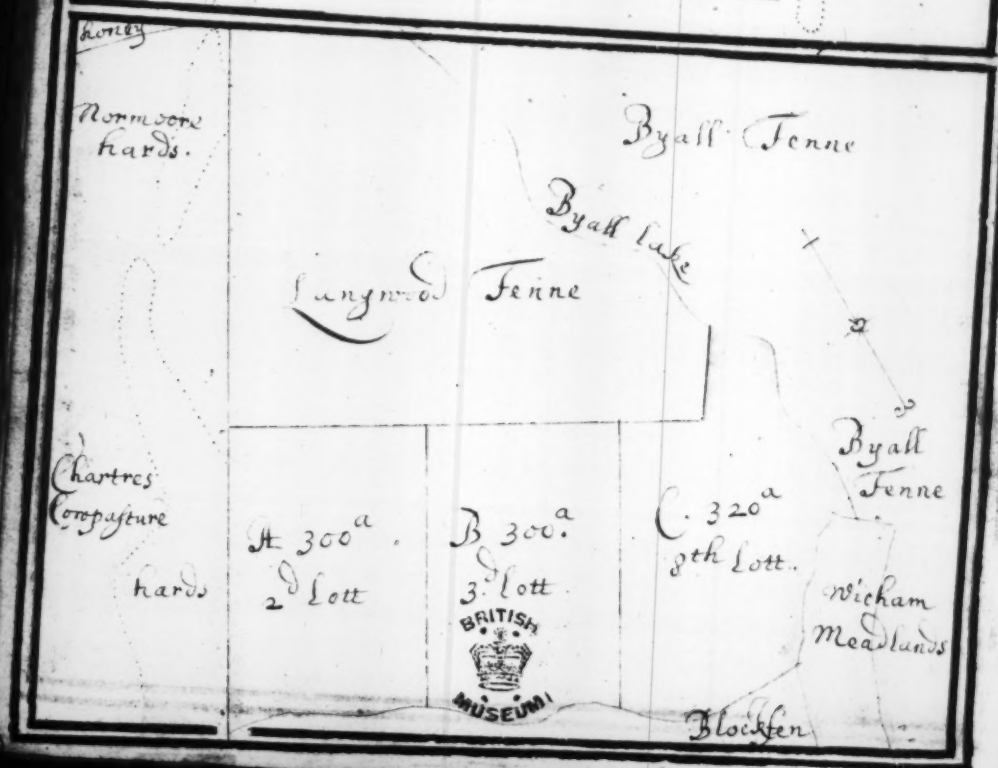 honey
Normoore
hards.
Byall Fenne
Byall lake
Langwood Fenne
Byall
Fenne
Chartres
Cowpasture
hards
A 300a
2d Lott
B 300a
3d lott
C. 320a
8th Lott.
Wicham
Meadlands
BRITISH
MUSEUM
Blockfen